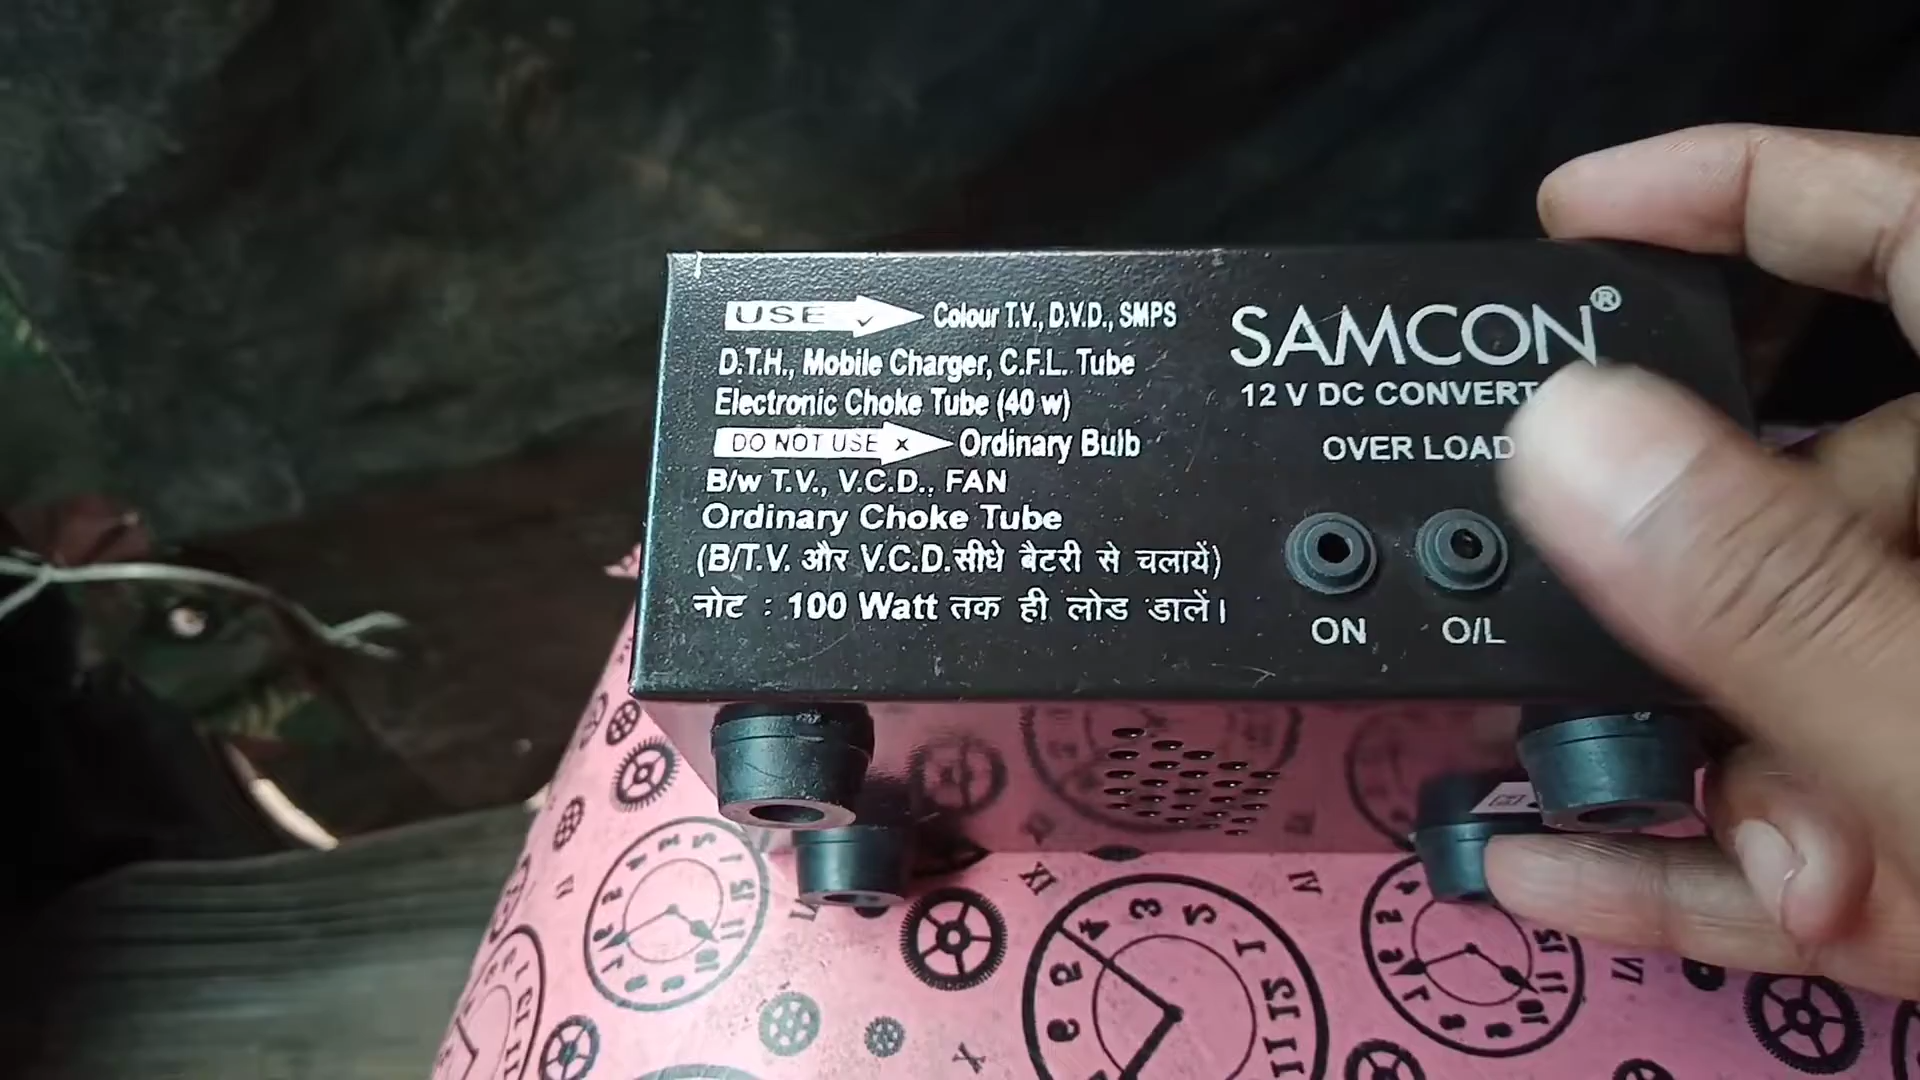 USE ✓ Colour T.V., D.V.D., SMPS
D.T.H., Mobile Charger, C.F.L. Tube
Electronic Choke Tube (40 w)
DO NOT USE x Ordinary Bulb
B/w T.V., V.C.D., FAN
Ordinary Choke Tube
(B/T.V. और V.C.D. सीधे बैटरी से चलायें)
नोट : 100 Watt तक ही लोड डालें।
SAMCON®
12 V DC
OVER LOAD
ON O/L